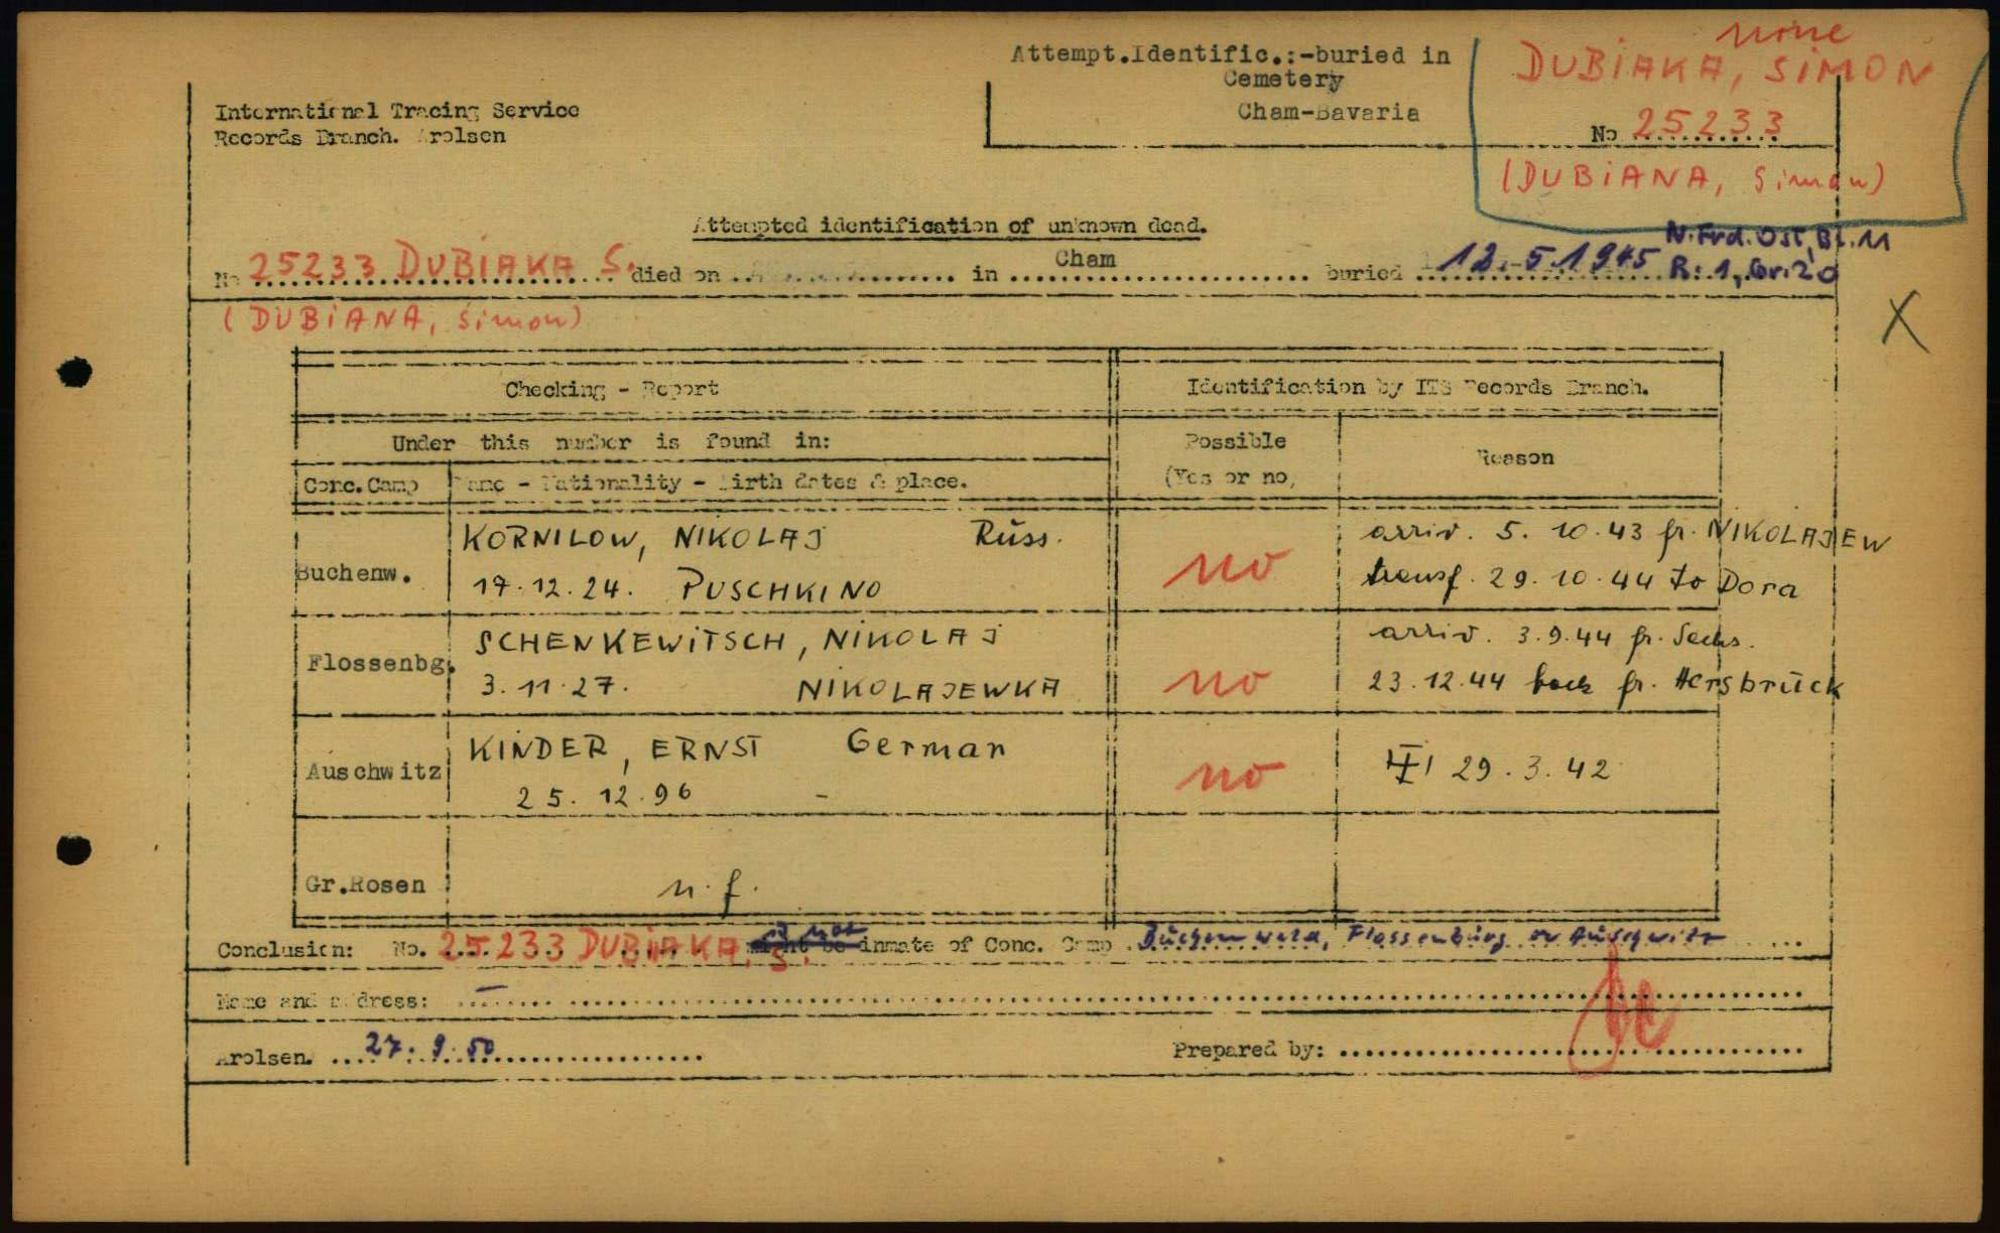 none
Attempt.Identific.:-buried in
Cemetery
Cham-Bavaria
DUBIAKA, SIMON
No 25233
(DUBIANA, Simon)
International Tracing Service
Records Branch. Arolsen
Attempted identification of unknown dead.
N. Frd. Ost, Bl. 11
No 25233 DUBIAKA S. died on ........ in Cham buried 12.5.1945 R: 1, Gr: 20
(DUBIANA, Simon)
X
Checking - Report
Identification by ITS Records Branch.
Under this number is found in:
Possible
(Yes or no,
Reason
Conc.Camp
Name - Nationality - Birth dates & place.
Buchenw.
KORNILOW, NIKOLAJ Russ.
17.12.24. PUSCHKINO
no
arriv. 5.10.43 fr. NIKOLAJEW
transf. 29.10.44 to Dora
Flossenbg.
SCHENKEWITSCH, NIKOLAJ
3.11.27. NIKOLAJEWKA
no
arriv. 3.9.44 fr. Sachs.
23.12.44 back fr. Hersbruck
Auschwitz
KINDER, ERNST German
25.12.96 -
no
29.3.42
Gr.Rosen
n.f.
Conclusion: No. 25233 DUBIAKA, S. is not inmate of Conc. Camp Buchenwald, Flossenbürg or Auschwitz
Name and address: -
Arolsen. 27.9.50
Prepared by: